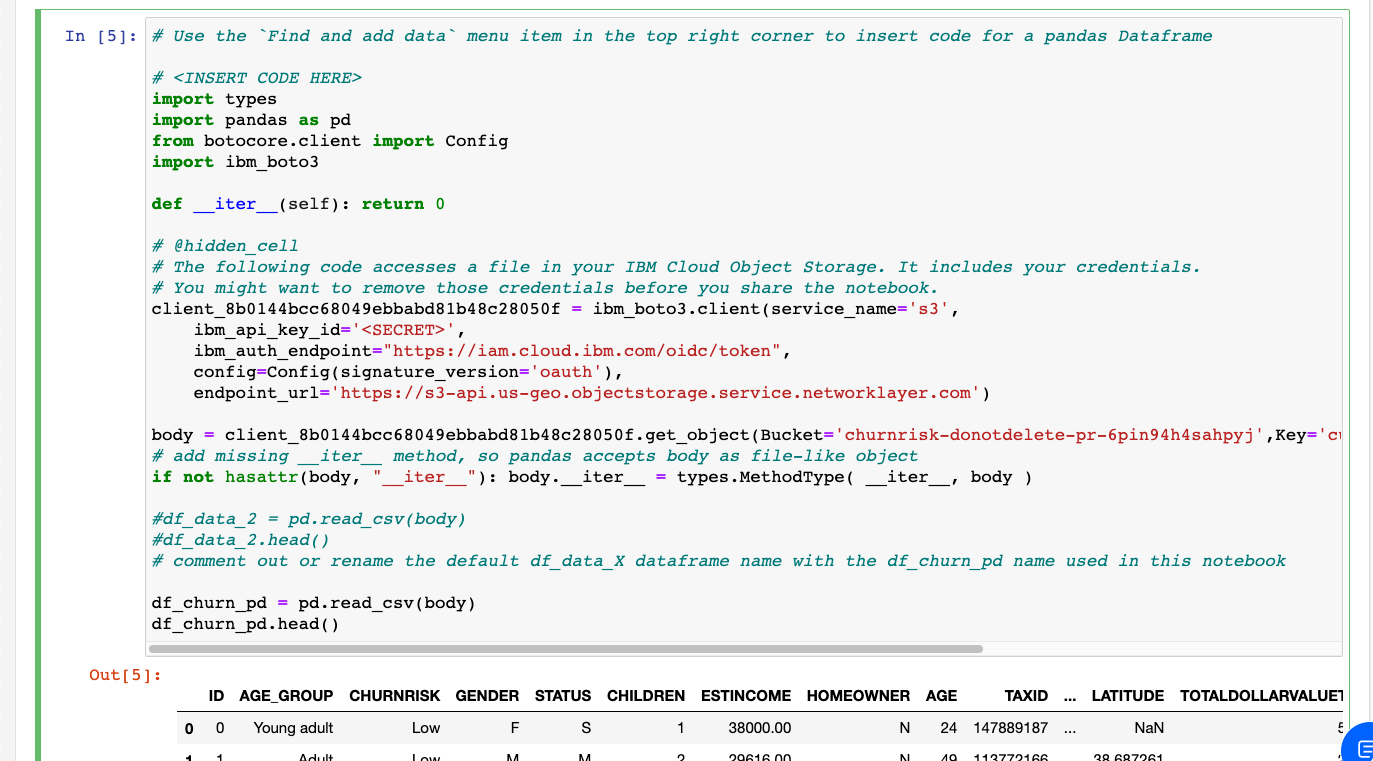 In [5]: # Use the `Find and add data` menu item in the top right corner to insert code for a pandas Dataframe
# <INSERT CODE HERE>
import types
import pandas as pd
from botocore.client import Config
import ibm_boto3
def __iter__(self): return 0
# @hidden_cell
# The following code accesses a file in your IBM Cloud Object Storage. It includes your credentials.
# You might want to remove those credentials before you share the notebook.
client_8b0144bcc68049ebbabd81b48c28050f = ibm_boto3.client(service_name='s3',
    ibm_api_key_id='<SECRET>',
    ibm_auth_endpoint="https://iam.cloud.ibm.com/oidc/token",
    config=Config(signature_version='oauth'),
    endpoint_url='https://s3-api.us-geo.objectstorage.service.networklayer.com')
body = client_8b0144bcc68049ebbabd81b48c28050f.get_object(Bucket='churnrisk-donotdelete-pr-6pin94h4sahpyj',Key='
# add missing __iter__ method, so pandas accepts body as file-like object
if not hasattr(body, "__iter__"): body.__iter__ = types.MethodType( __iter__, body )
#df_data_2 = pd.read_csv(body)
#df_data_2.head()
# comment out or rename the default df_data_X dataframe name with the df_churn_pd name used in this notebook
df_churn_pd = pd.read_csv(body)
df_churn_pd.head()
Out[5]:
ID AGE_GROUP CHURNRISK GENDER STATUS CHILDREN ESTINCOME HOMEOWNER AGE TAXID ... LATITUDE TOTALDOLLARVALUET
0 0 Young adult Low F S 1 38000.00 N 24 147889187 ... NaN
1 1 Adult Low M M 2 29616.00 N 49 113772166 38.687261